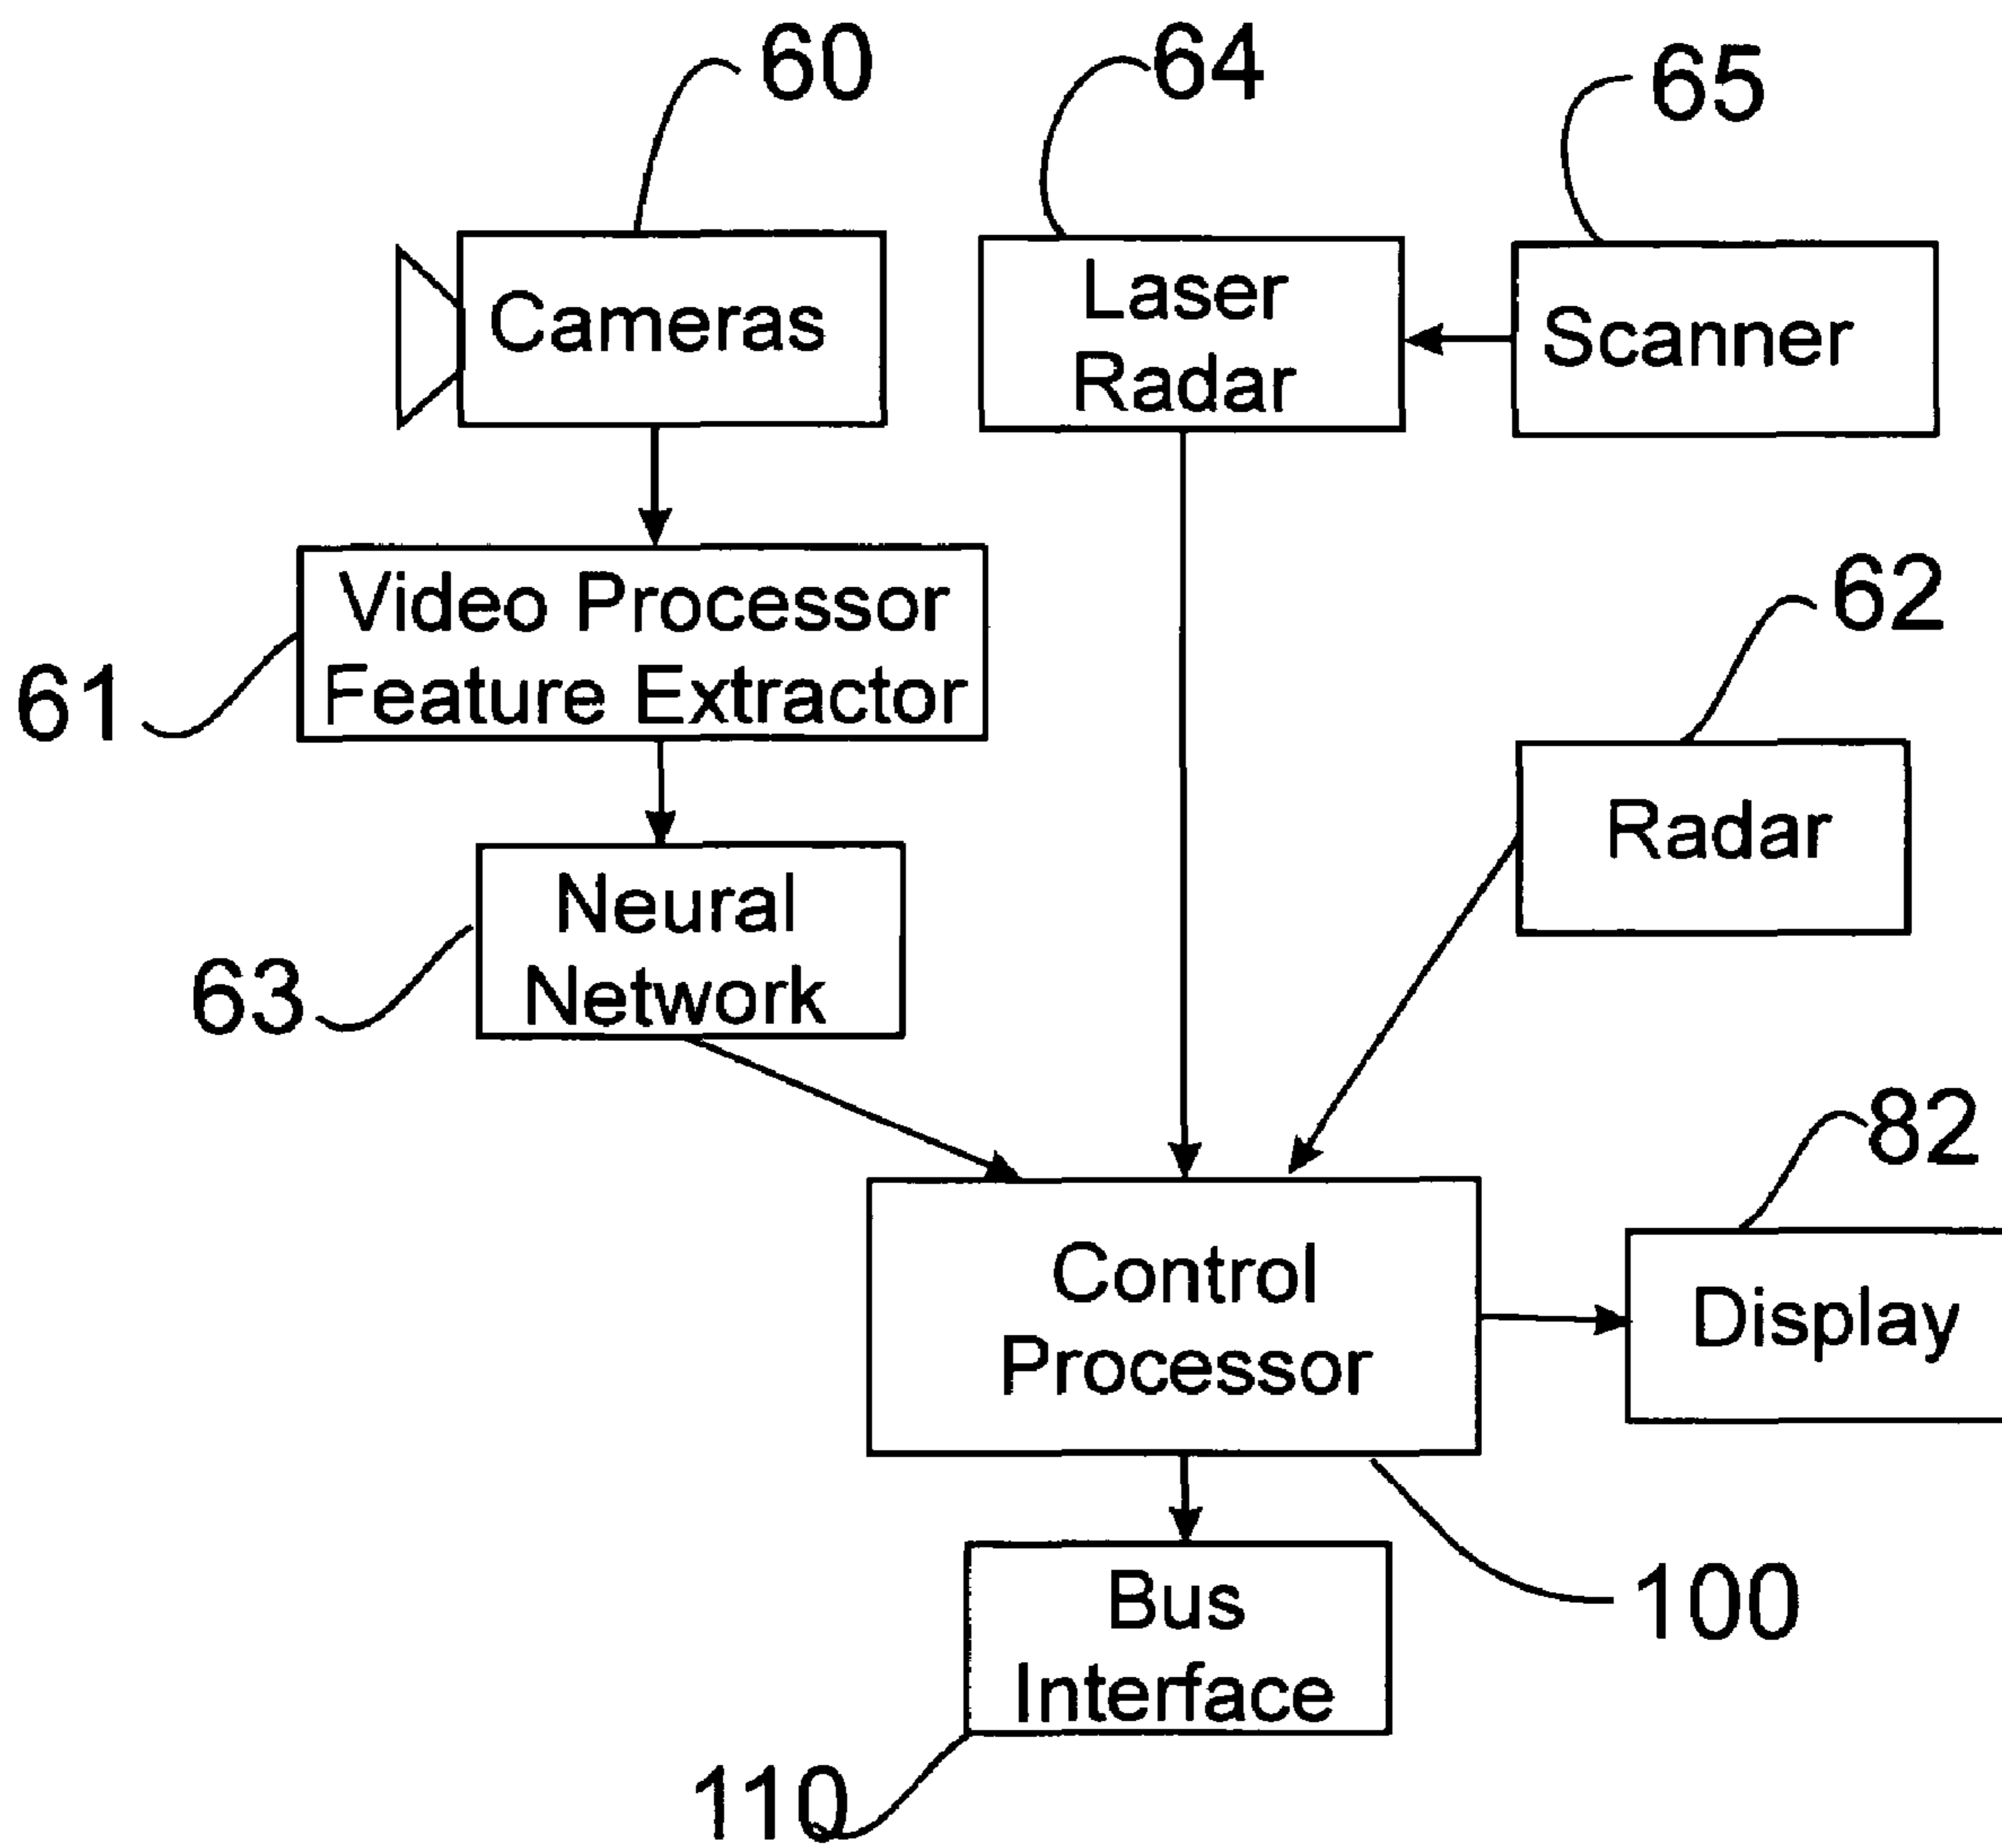 60
64
65
Cameras
Laser
Radar
Scanner
Video Processor
Feature Extractor
61
62
Radar
Neural
Network
63
82
Control
Processor
Display
100
Bus
Interface
110